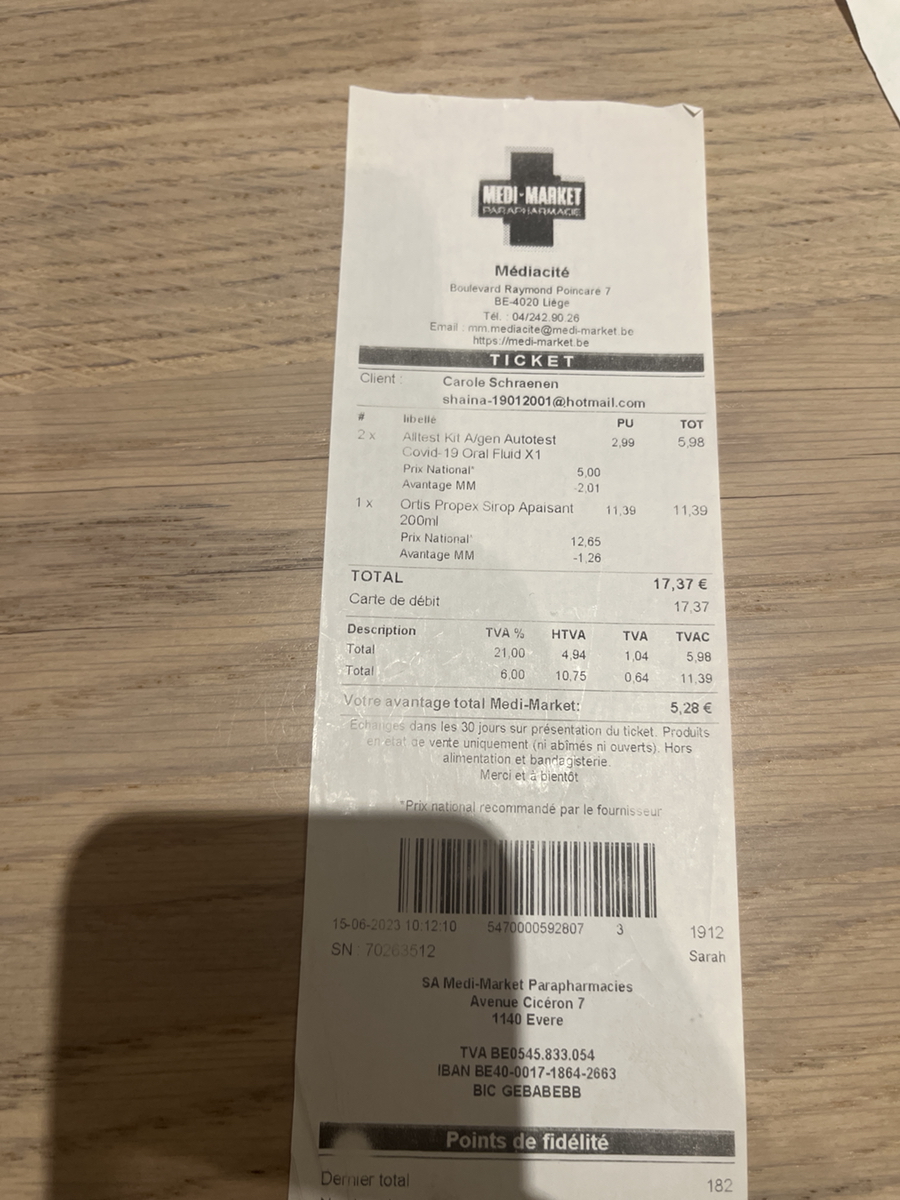 MEDI-MARKET
PARAPHARMACIE
Médiacité
Boulevard Raymond Poincaré 7
BE-4020 Liège
Tél. : 04/242.90.26
Email : mm.mediacite@medi-market.be
https://medi-market.be
TICKET
Client : Carole Schraenen
shaina-19012001@hotmail.com
# libellé PU TOT
2 x Alltest Kit A/gen Autotest 2,99 5,98
Covid-19 Oral Fluid X1
Prix National* 5,00
Avantage MM -2,01
1 x Ortis Propex Sirop Apaisant 11,39 11,39
200ml
Prix National* 12,65
Avantage MM -1,26
TOTAL 17,37 €
Carte de débit 17,37
Description TVA % HTVA TVA TVAC
Total 21,00 4,94 1,04 5,98
Total 6,00 10,75 0,64 11,39
Votre avantage total Medi-Market: 5,28 €
Echanges dans les 30 jours sur présentation du ticket. Produits
en état de vente uniquement (ni abîmés ni ouverts). Hors
alimentation et bandagisterie.
Merci et à bientôt
*Prix national recommandé par le fournisseur
15-06-2023 10:12:10 5470000592807 3 1912
SN : 70263512 Sarah
SA Medi-Market Parapharmacies
Avenue Cicéron 7
1140 Evere
TVA BE0545.833.054
IBAN BE40-0017-1864-2663
BIC GEBABEBB
Points de fidélité
Dernier total 182